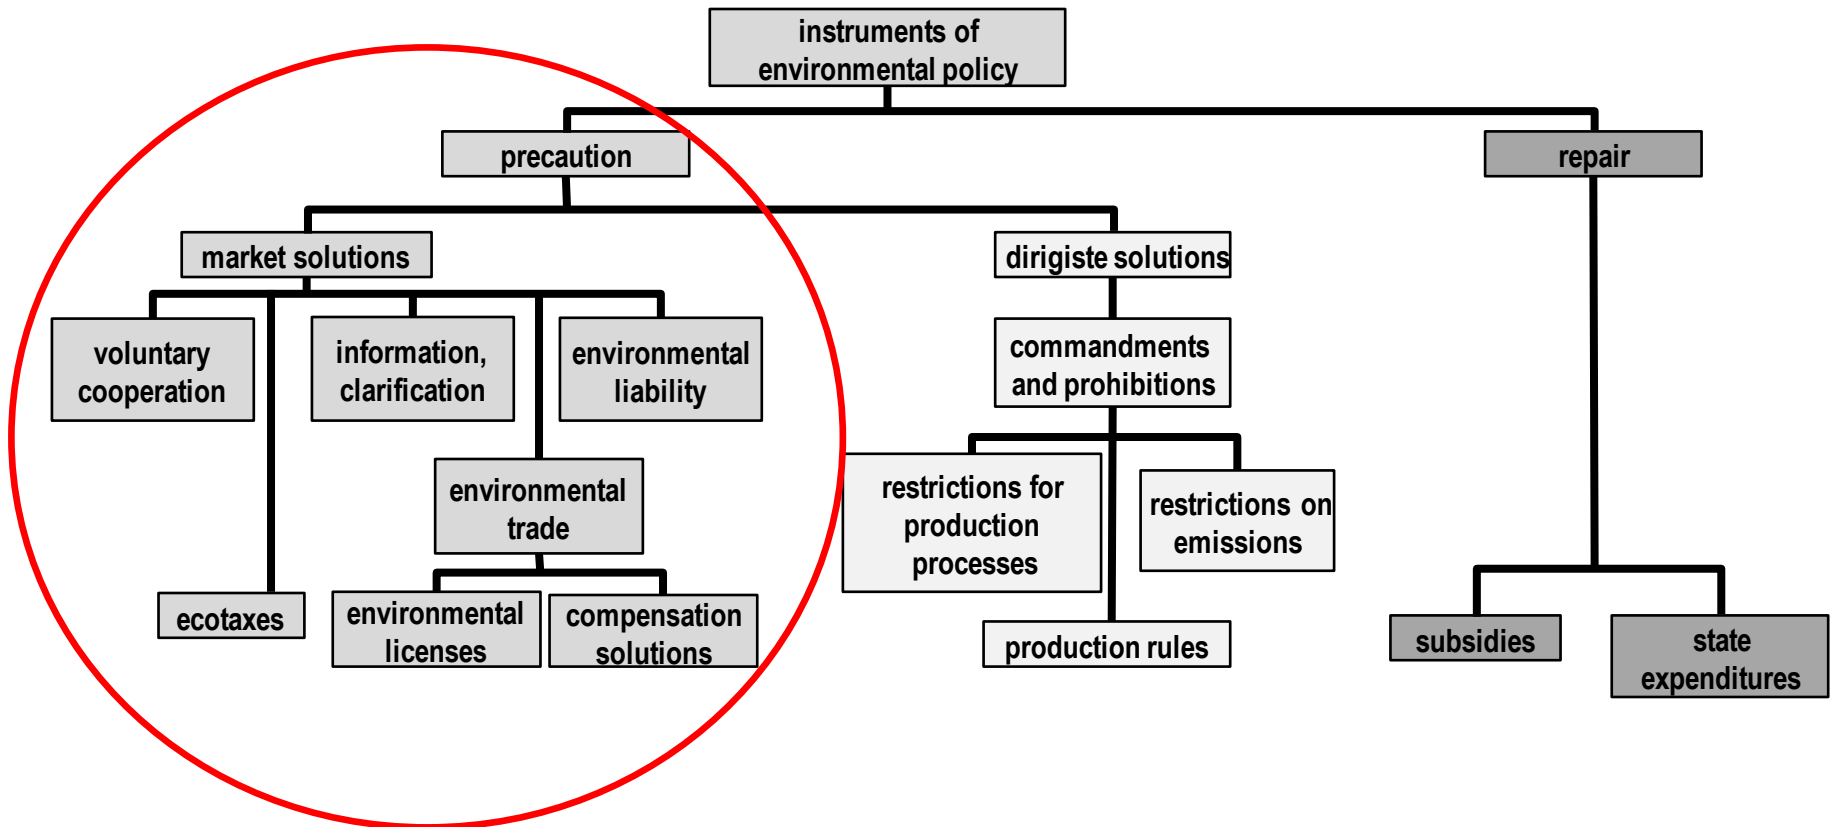 instruments of
environmental policy
precaution
repair
market solutions
dirigiste solutions
voluntary
cooperation
information,
clarification
environmental
liability
commandments
and prohibitions
environmental
trade
restrictions for
production
processes
restrictions on
emissions
ecotaxes
environmental
licenses
compensation
solutions
production rules
subsidies
state
expenditures